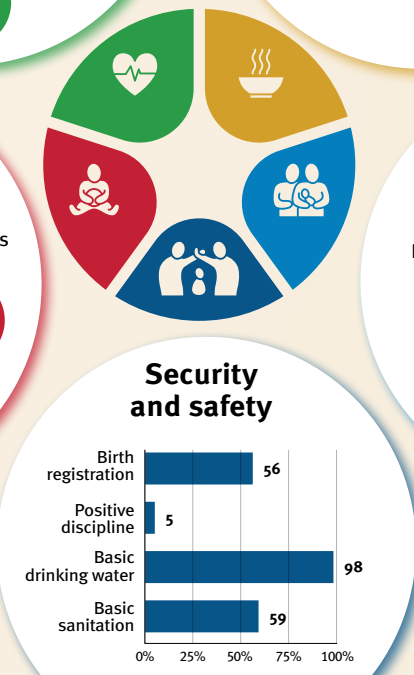 s
Security
and safety
Birth
registration
56
Positive
discipline
5
Basic
drinking water
98
Basic
sanitation
59
0% 25% 50% 75% 100%